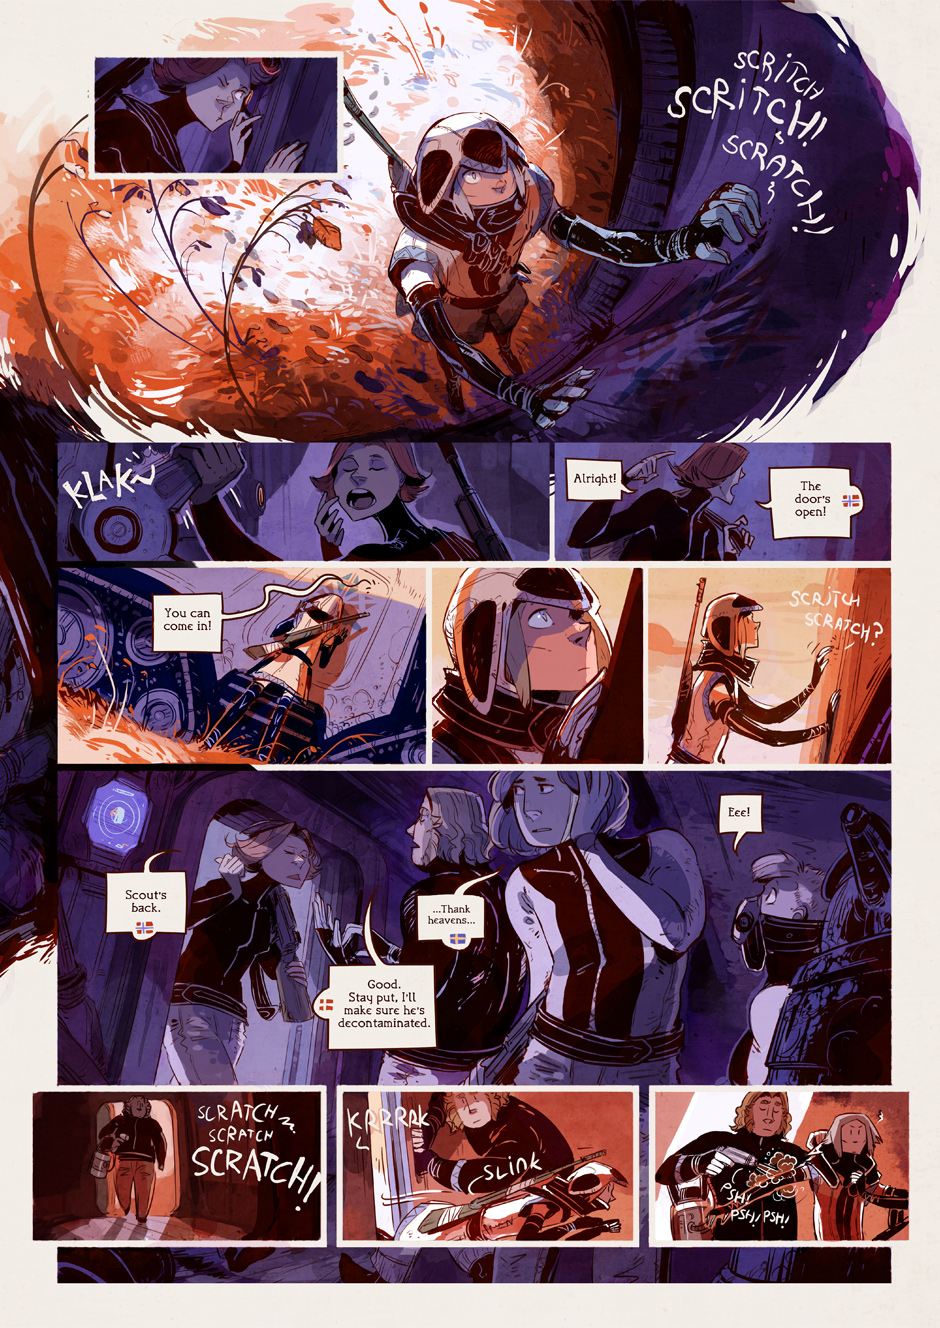 SCRITCH
SCRITCH!
SCRATCH!
KLAK
Alright!
The
door's
open!
You can
come in!
SCRITCH
SCRATCH?
Scout's
back.
Good.
Stay put, I'll
make sure he's
decontaminated.
...Thank
heavens...
Eee!
SCRATCH
SCRATCH
SCRATCH!
KRRRRK
SLINK
PSH!
PSH! PSH!